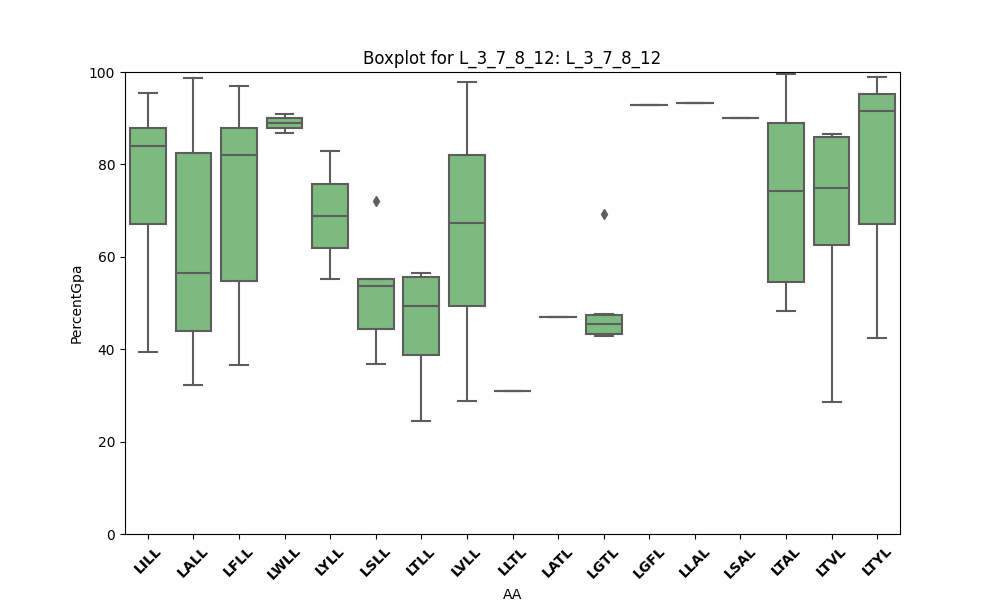 Boxplot for L_3_7_8_12: L_3_7_8_12
PercentGpa
100
80
60
40
20
0
LILL LALL LFLL LWLL LYLL LSLL LTLL LVLL LLTL LATL LGTL LGFL LLAL LSAL LTAL LTVL LTYL
AA